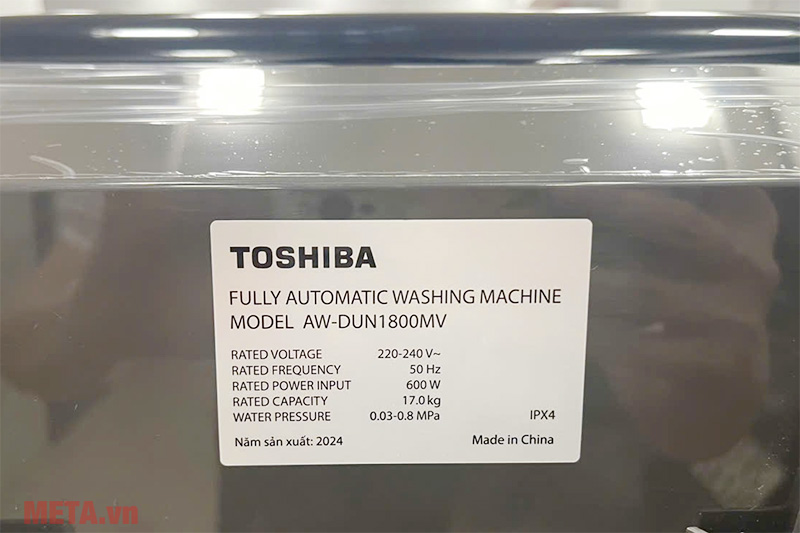 TOSHIBA
FULLY AUTOMATIC WASHING MACHINE
MODEL AW-DUN1800MV
RATED VOLTAGE 220-240 V~
RATED FREQUENCY 50 Hz
RATED POWER INPUT 600 W
RATED CAPACITY 17.0 kg
WATER PRESSURE 0.03-0.8 MPa IPX4
Năm sản xuất: 2024 Made in China
META.vn